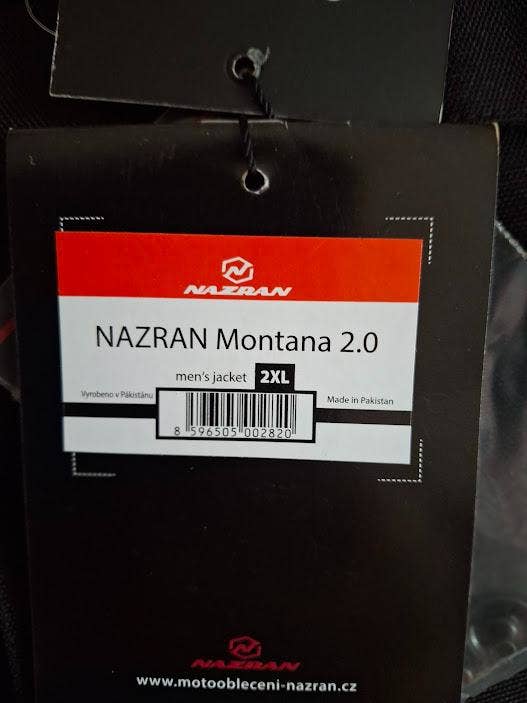 NAZRAN
NAZRAN Montana 2.0
men's jacket 2XL
Vyrobeno v Pákistánu
Made in Pakistan
8 596505 002820
NAZRAN
www.motoobleceni-nazran.cz